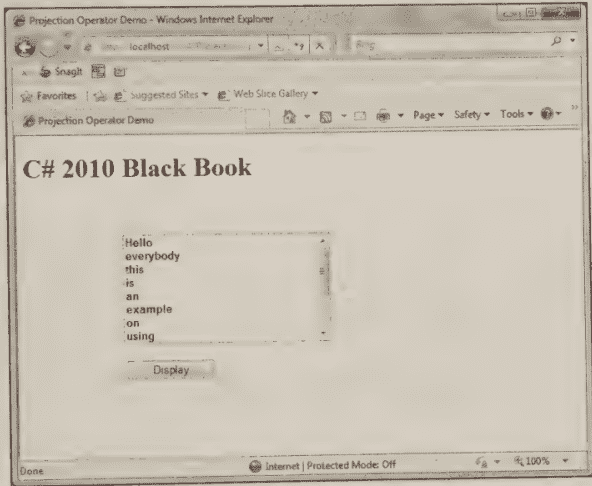 Projection Operator Demo - Windows Internet Explorer
localhost
Bing
SnagIt
Favorites Suggested Sites Web Slice Gallery
Projection Operator Demo Page Safety Tools
C# 2010 Black Book
Hello
everybody
this
is
an
example
on
using
Display
Done Internet | Protected Mode: Off 100%